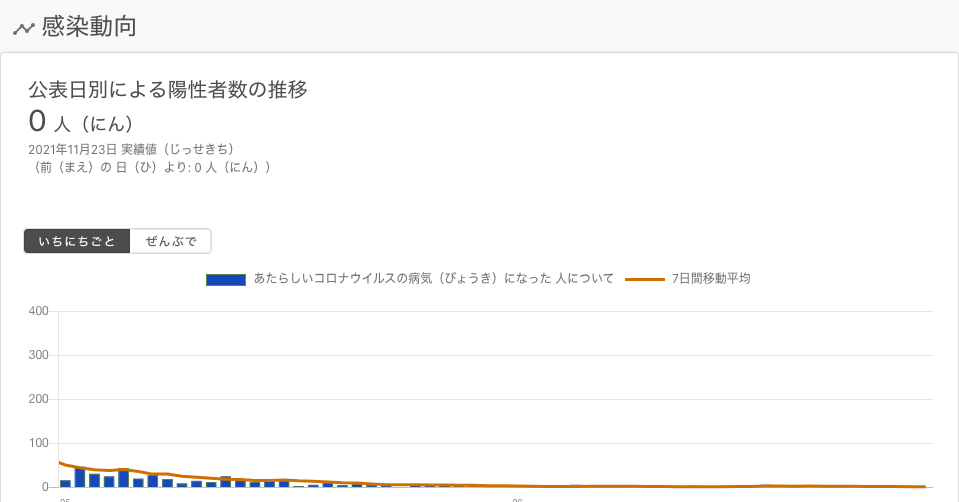 感染動向
公表日別による陽性者数の推移
0 人（にん）
2021年11月23日 実績値（じっせきち）
（前（まえ）の 日（ひ）より: 0 人（にん））
いちにちごと ぜんぶで
あたらしいコロナウイルスの病気（びょうき）になった 人について 7日間移動平均
400
300
200
100
0